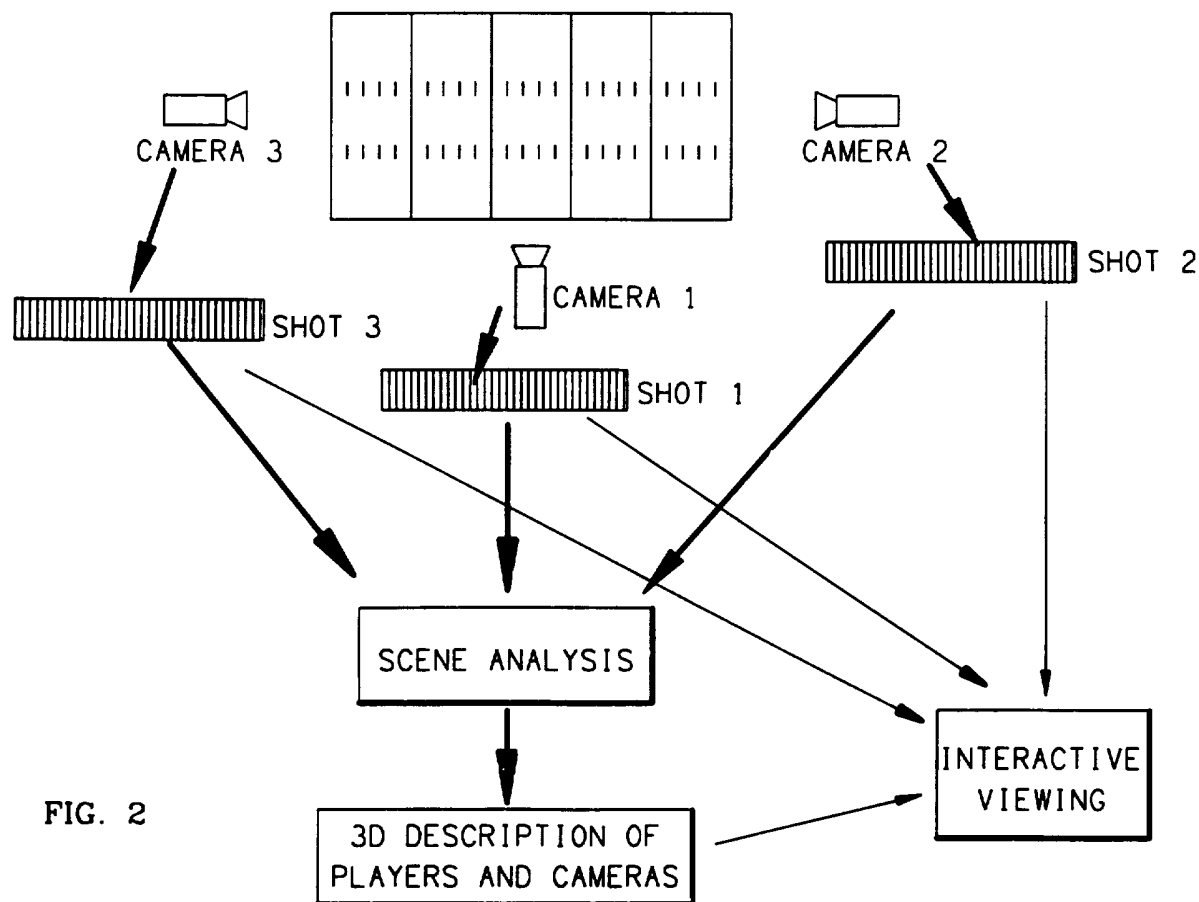 CAMERA 3
CAMERA 2
SHOT 2
CAMERA 1
SHOT 3
SHOT 1
SCENE ANALYSIS
INTERACTIVE
VIEWING
FIG. 2
3D DESCRIPTION OF
PLAYERS AND CAMERAS